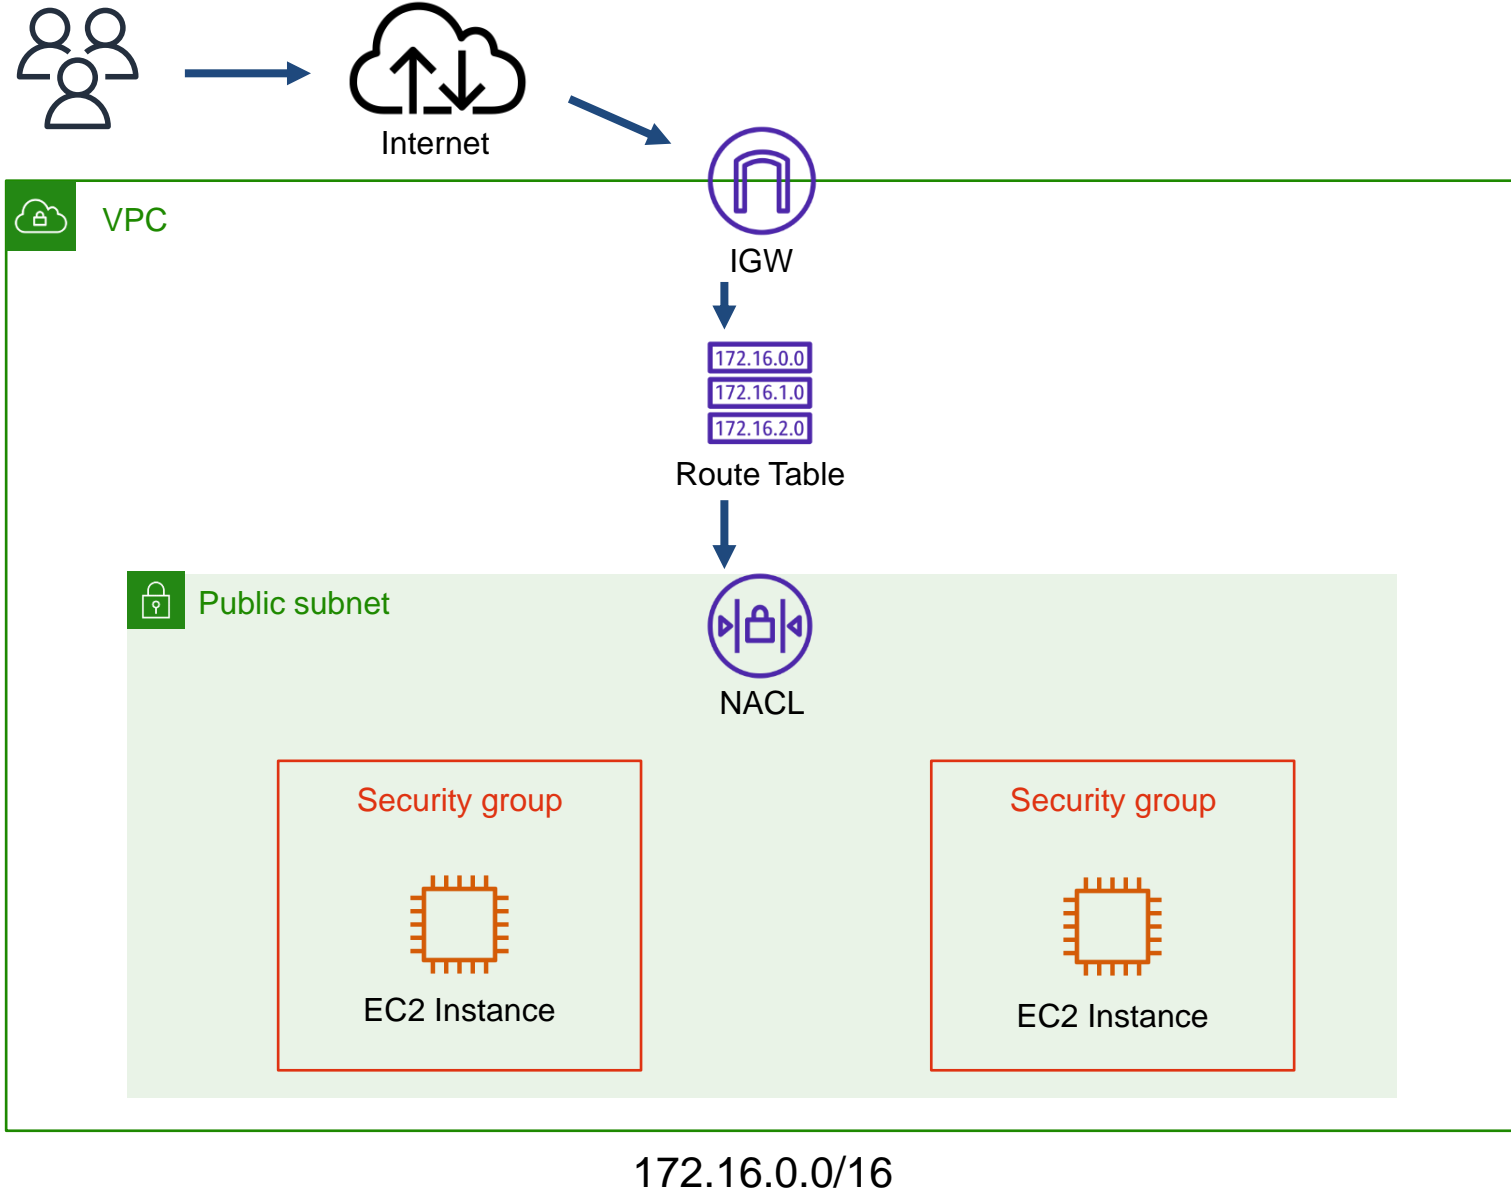 Internet
VPC
IGW
172.16.0.0
172.16.1.0
172.16.2.0
Route Table
Public subnet
NACL
Security group
EC2 Instance
Security group
EC2 Instance
172.16.0.0/16